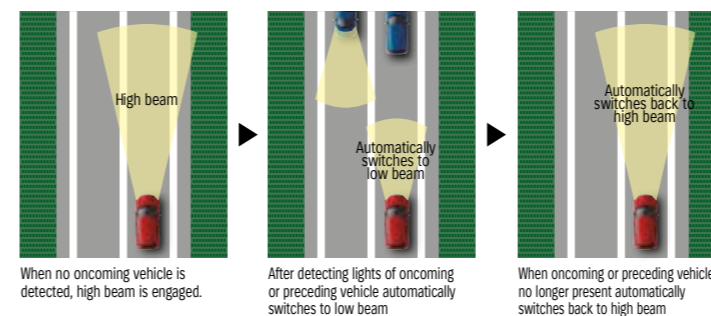 High beam
When no oncoming vehicle is
detected, high beam is engaged.
Automatically
switches to
low beam
After detecting lights of oncoming
or preceding vehicle automatically
switches to low beam
Automatically
switches back to
high beam
When oncoming or preceding vehicle
no longer present automatically
switches back to high beam